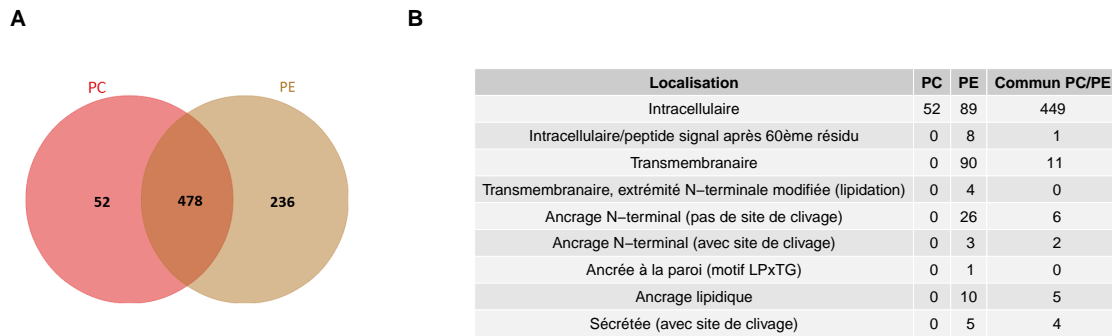 A
B
PC
PE
52
478
236
Localisation PC PE Commun PC/PE
Intracellulaire 52 89 449
Intracellulaire/peptide signal après 60ème résidu 0 8 1
Transmembranaire 0 90 11
Transmembranaire, extrémité N−terminale modifiée (lipidation) 0 4 0
Ancrage N−terminal (pas de site de clivage) 0 26 6
Ancrage N−terminal (avec site de clivage) 0 3 2
Ancrée à la paroi (motif LPxTG) 0 1 0
Ancrage lipidique 0 10 5
Sécrétée (avec site de clivage) 0 5 4